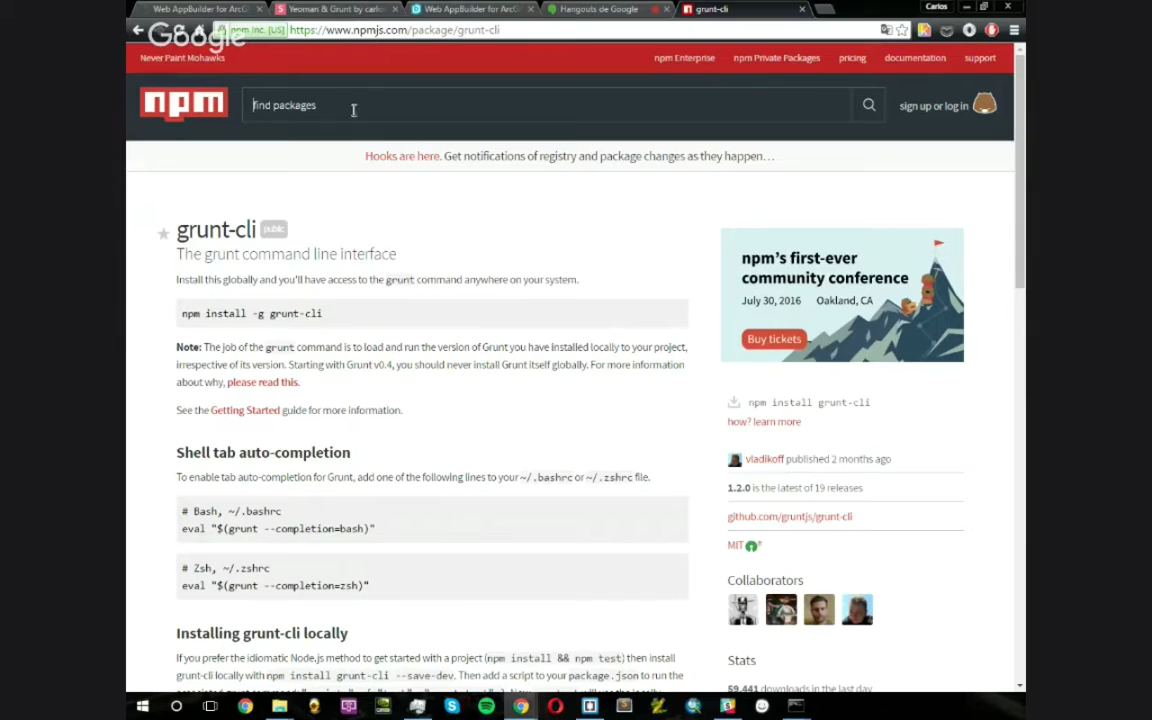 Web AppBuilder for ArcG
Yeoman & Grunt by carlo
Web AppBuilder for ArcG
Hangouts de Google
grunt-cli
Carlos
Google
npm Inc. [US]
https://www.npmjs.com/package/grunt-cli
Never Paint Mohawks
npm Enterprise
npm Private Packages
pricing
documentation
support
npm
find packages
sign up or log in
Hooks are here. Get notifications of registry and package changes as they happen…
grunt-cli public
The grunt command line interface
Install this globally and you'll have access to the grunt command anywhere on your system.
npm install -g grunt-cli
Note: The job of the grunt command is to load and run the version of Grunt you have installed locally to your project,
irrespective of its version. Starting with Grunt v0.4, you should never install Grunt itself globally. For more information
about why, please read this.
See the Getting Started guide for more information.
Shell tab auto-completion
To enable tab auto-completion for Grunt, add one of the following lines to your ~/.bashrc or ~/.zshrc file.
# Bash, ~/.bashrc
eval "$(grunt --completion=bash)"
# Zsh, ~/.zshrc
eval "$(grunt --completion=zsh)"
Installing grunt-cli locally
If you prefer the idiomatic Node.js method to get started with a project (npm install && npm test) then install
grunt-cli locally with npm install grunt-cli --save-dev. Then add a script to your package.json to run the
npm's first-ever
community conference
July 30, 2016 Oakland, CA
Buy tickets
npm install grunt-cli
how? learn more
vladikoff published 2 months ago
1.2.0 is the latest of 19 releases
github.com/gruntjs/grunt-cli
MIT
Collaborators
Stats
59,441 downloads in the last day